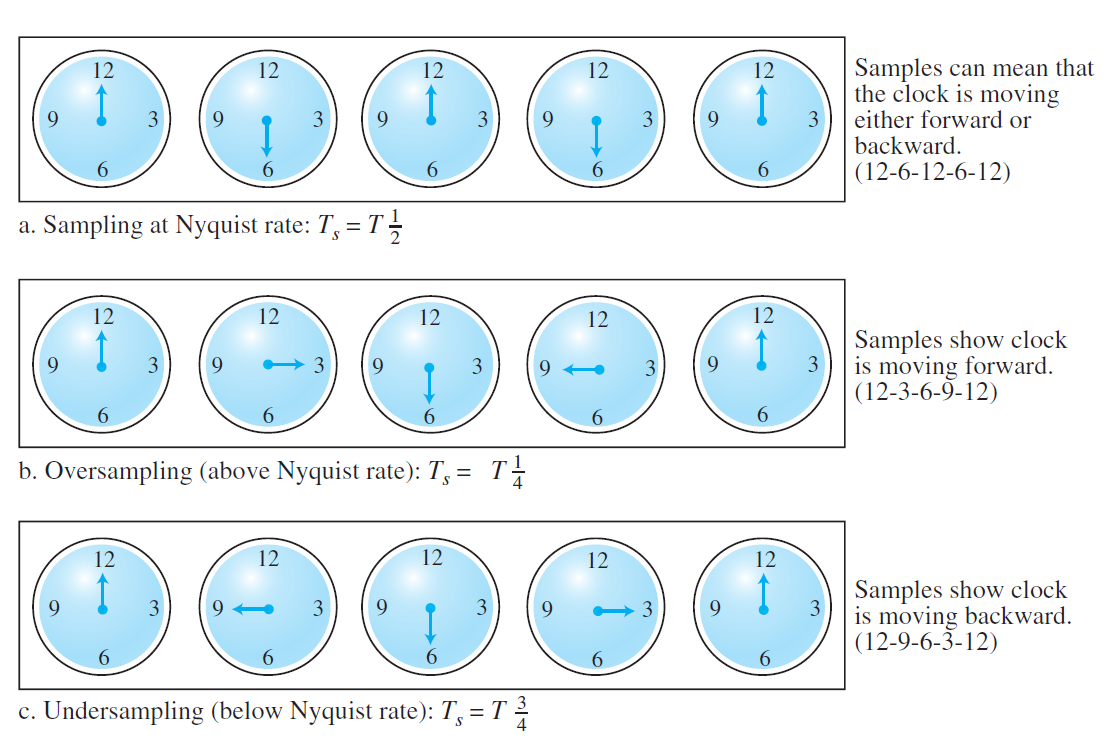 12 12 12 12 12
9 3 9 3 9 3 9 3 9 3
6 6 6 6 6
Samples can mean that
the clock is moving
either forward or
backward.
(12-6-12-6-12)
a. Sampling at Nyquist rate: Ts = T 1/2
12 12 12 12 12
9 3 9 3 9 3 9 3 9 3
6 6 6 6 6
Samples show clock
is moving forward.
(12-3-6-9-12)
b. Oversampling (above Nyquist rate): Ts = T 1/4
12 12 12 12 12
9 3 9 3 9 3 9 3 9 3
6 6 6 6 6
Samples show clock
is moving backward.
(12-9-6-3-12)
c. Undersampling (below Nyquist rate): Ts = T 3/4